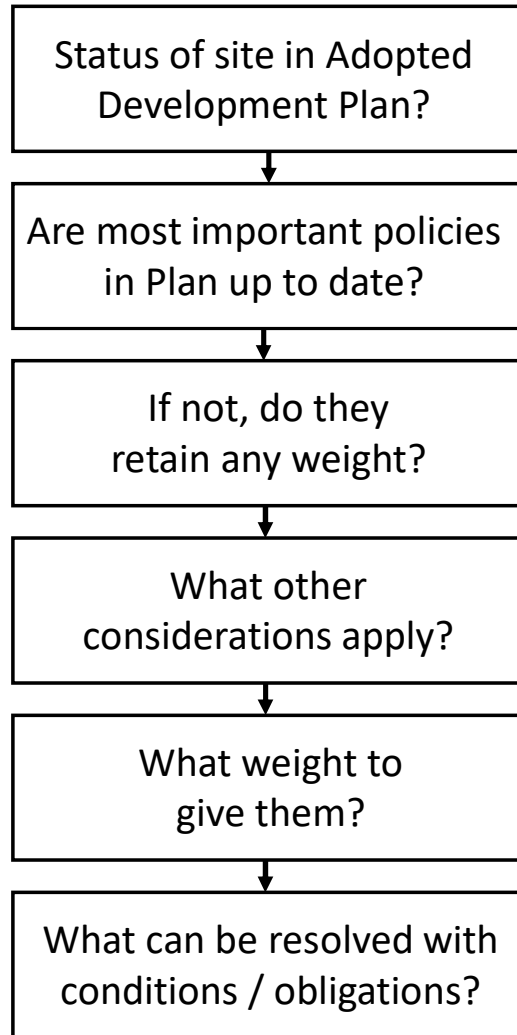 Status of site in Adopted
Development Plan?
Are most important policies
in Plan up to date?
If not, do they
retain any weight?
What other
considerations apply?
What weight to
give them?
What can be resolved with
conditions / obligations?